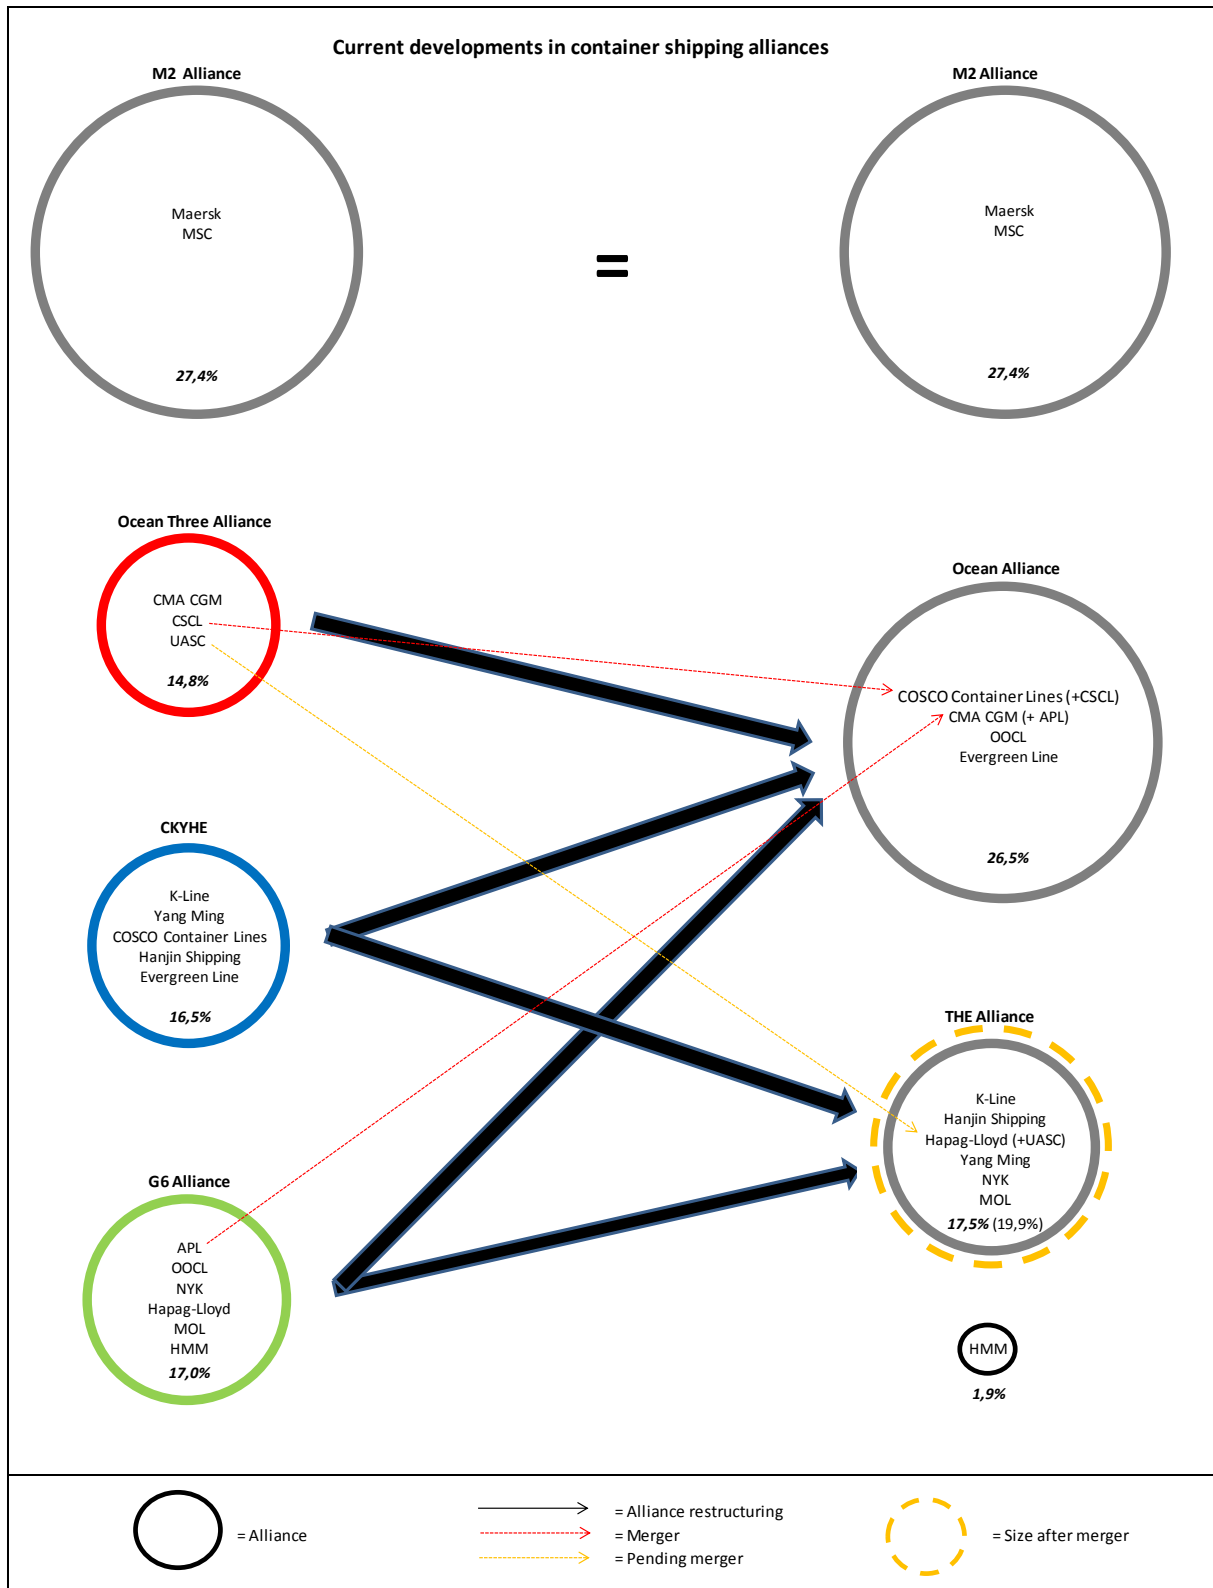 Current developments in container shipping alliances
M2 Alliance
Maersk
MSC
27,4%
=
M2 Alliance
Maersk
MSC
27,4%
Ocean Three Alliance
CMA CGM
CSCL
UASC
14,8%
CKYHE
K-Line
Yang Ming
COSCO Container Lines
Hanjin Shipping
Evergreen Line
16,5%
G6 Alliance
APL
OOCL
NYK
Hapag-Lloyd
MOL
HMM
17,0%
Ocean Alliance
COSCO Container Lines (+CSCL)
CMA CGM (+ APL)
OOCL
Evergreen Line
26,5%
THE Alliance
K-Line
Hanjin Shipping
Hapag-Lloyd (+UASC)
Yang Ming
NYK
MOL
17,5% (19,9%)
HMM
1,9%
= Alliance
= Alliance restructuring
= Merger
= Pending merger
= Size after merger